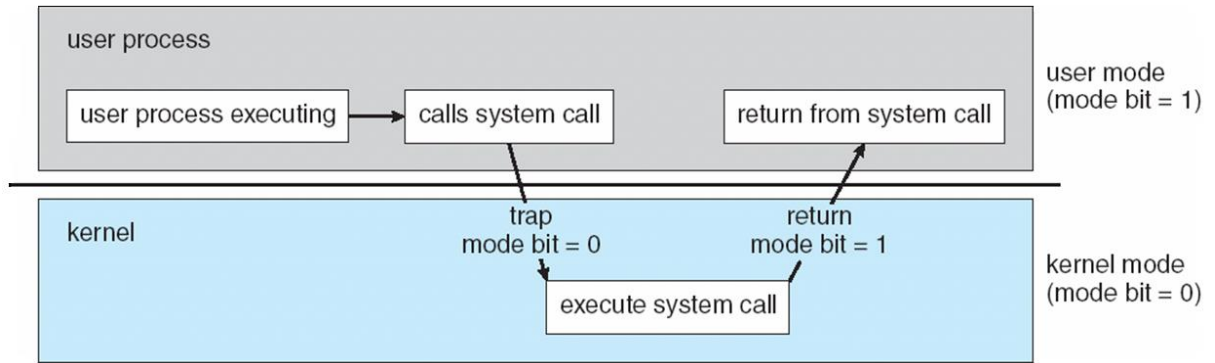 user process
user process executing
calls system call
return from system call
user mode
(mode bit = 1)
kernel
trap
mode bit = 0
return
mode bit = 1
execute system call
kernel mode
(mode bit = 0)